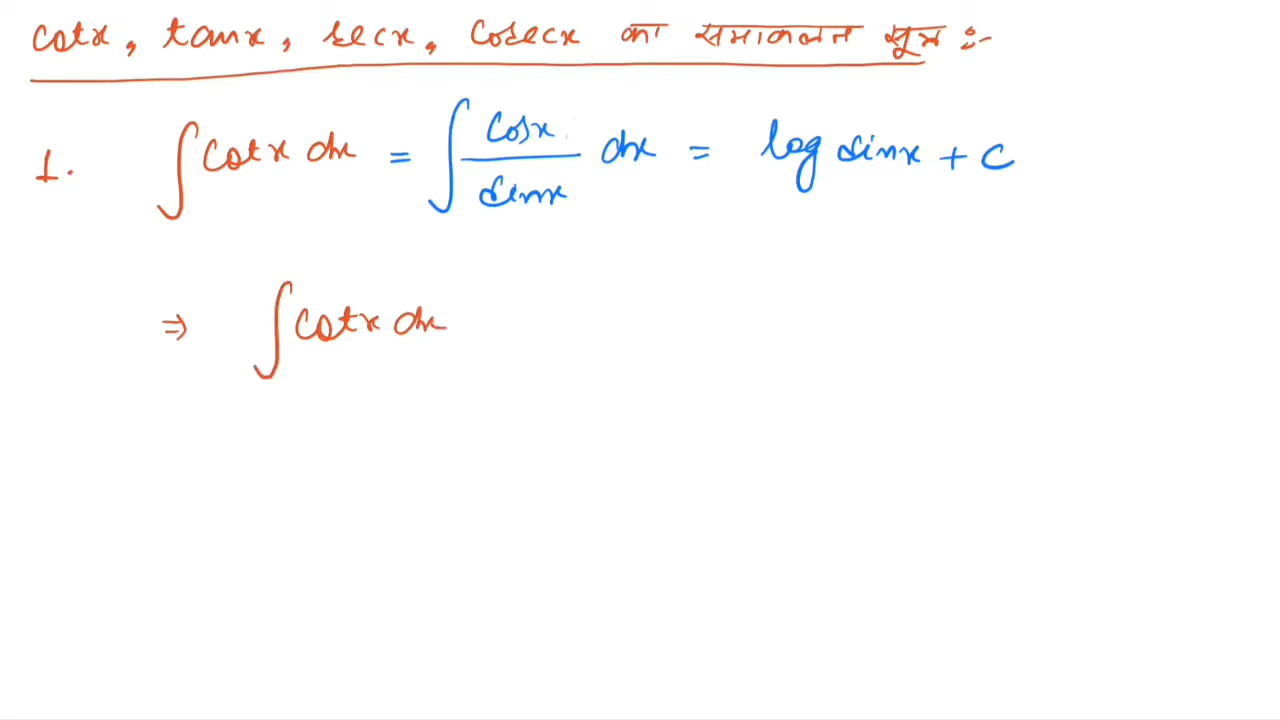 cotx, tanx, secx, cosecx का समाकलन सूत्र :-
1. ∫ cotx dx = ∫ cosx/sinx dx = log sinx + c
⇒ ∫ cotx dx